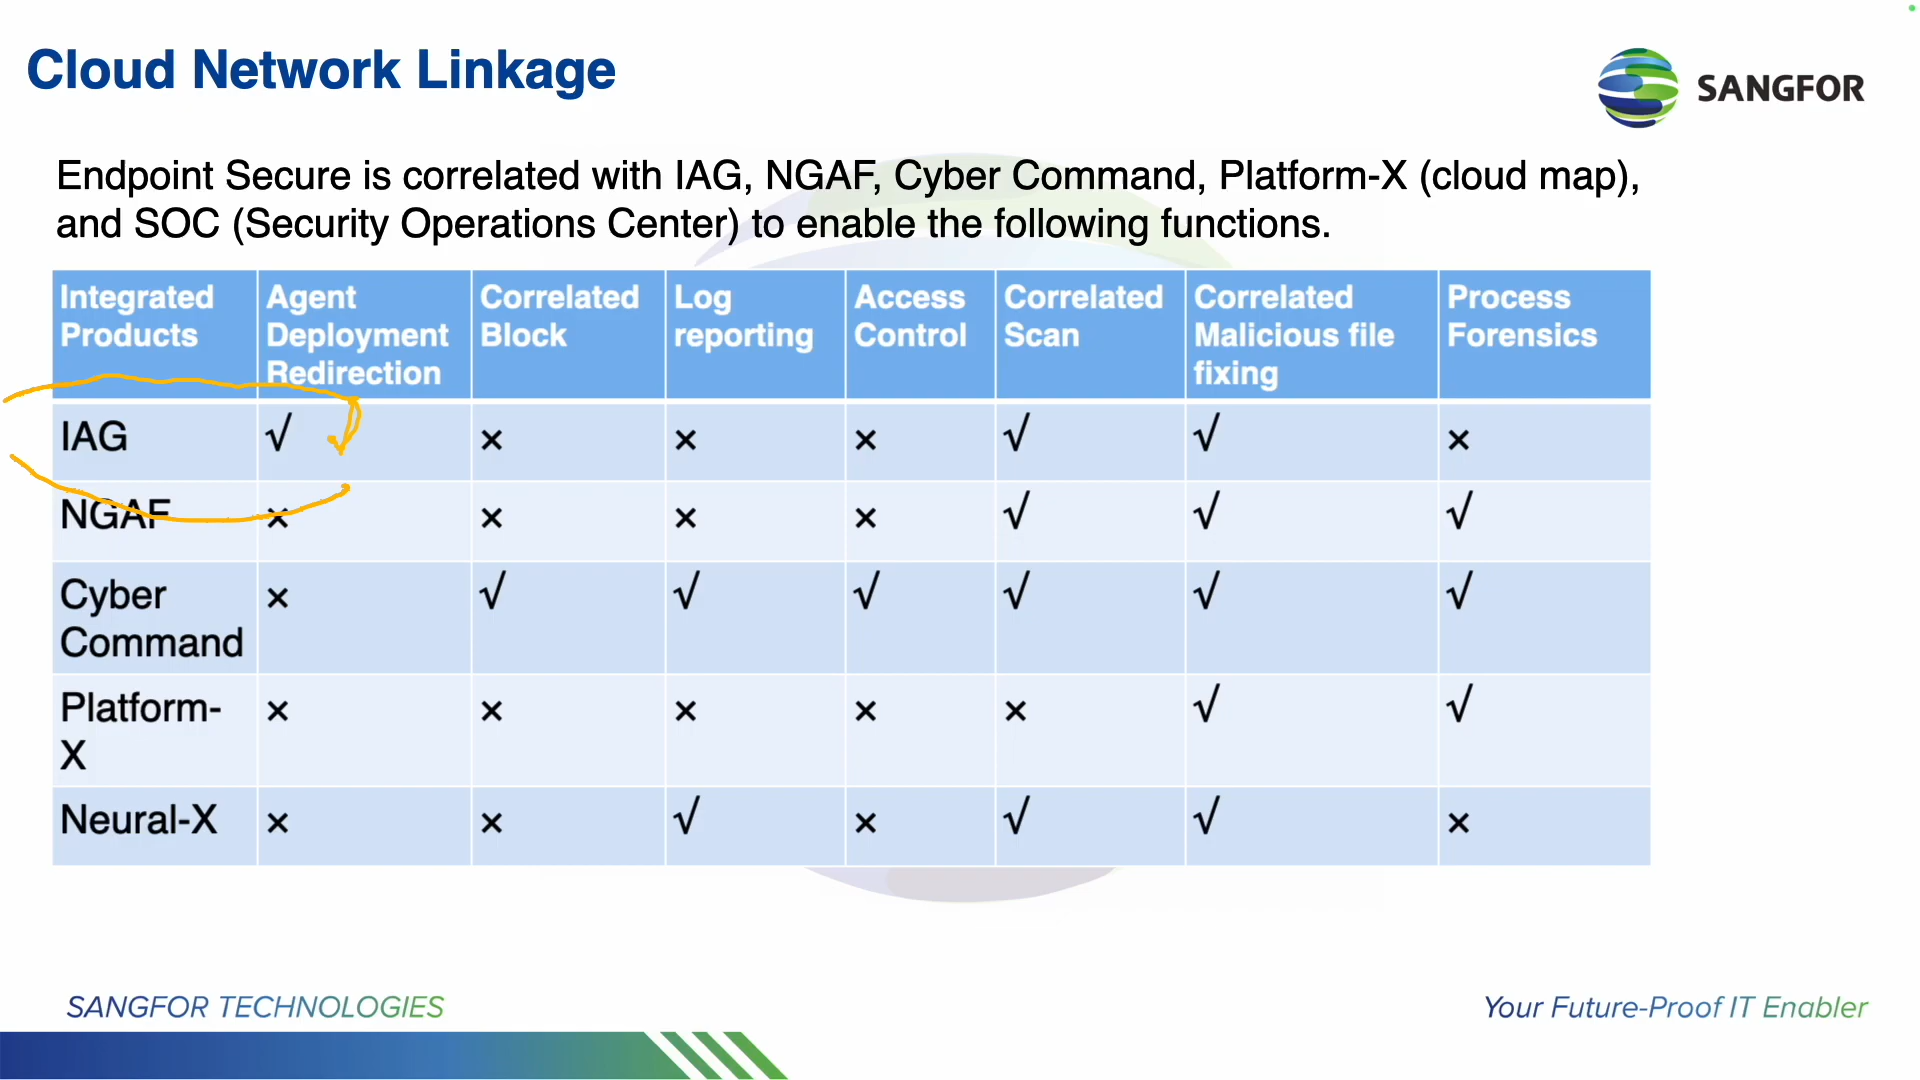 Cloud Network Linkage
SANGFOR
Endpoint Secure is correlated with IAG, NGAF, Cyber Command, Platform-X (cloud map),
and SOC (Security Operations Center) to enable the following functions.
Integrated Products Agent Deployment Redirection Correlated Block Log reporting Access Control Correlated Scan Correlated Malicious file fixing Process Forensics
IAG √ × × × √ √ ×
NGAF × × × × √ √ √
Cyber Command × √ √ √ √ √ √
Platform-X × × × × × √ √
Neural-X × × √ × √ √ ×
SANGFOR TECHNOLOGIES
Your Future-Proof IT Enabler